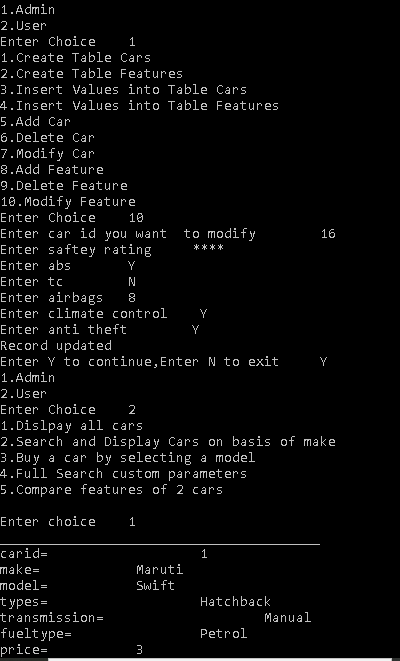 1.Admin
2.User
Enter Choice    1
1.Create Table Cars
2.Create Table Features
3.Insert Values into Table Cars
4.Insert Values into Table Features
5.Add Car
6.Delete Car
7.Modify Car
8.Add Feature
9.Delete Feature
10.Modify Feature
Enter Choice    10
Enter car id you want  to modify        16
Enter saftey rating     ****
Enter abs       Y
Enter tc        N
Enter airbags   8
Enter climate control    Y
Enter anti theft        Y
Record updated
Enter Y to continue,Enter N to exit     Y
1.Admin
2.User
Enter Choice    2
1.Dislpay all cars
2.Search and Display Cars on basis of make
3.Buy a car by selecting a model
4.Full Search custom parameters
5.Compare features of 2 cars
Enter choice    1
________________________________________
carid=                   1
make=            Maruti
model=           Swift
types=                   Hatchback
transmission=                    Manual
fueltype=                Petrol
price=           3